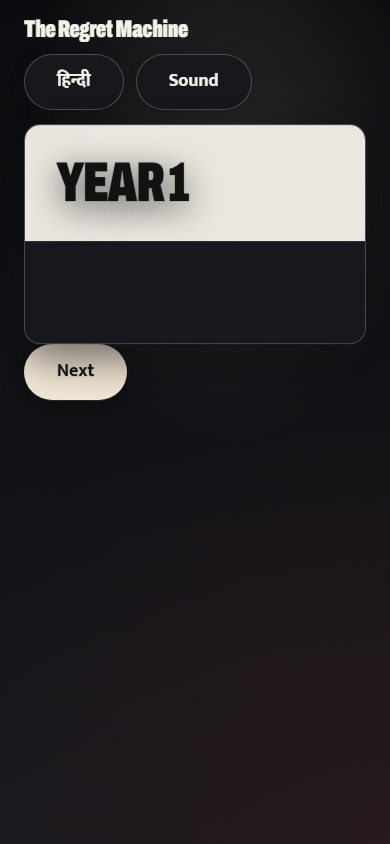 The Regret Machine
हिन्दी
Sound
YEAR 1
Next